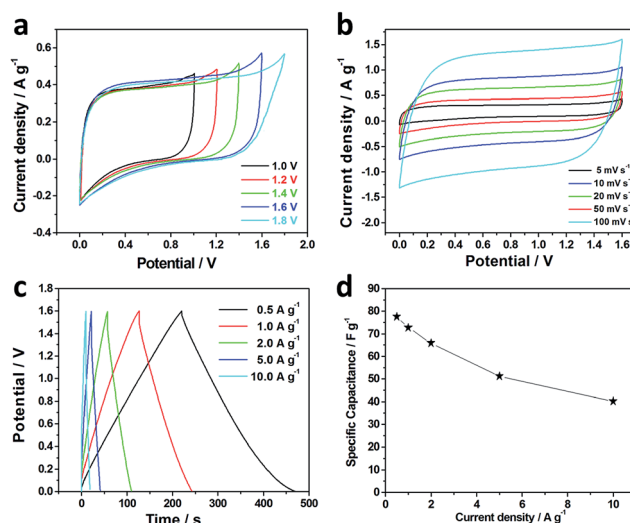 a
Current density / A g⁻¹
0.6
0.4
0.2
0.0
-0.2
-0.4
1.0 V
1.2 V
1.4 V
1.6 V
1.8 V
0.0 0.4 0.8 1.2 1.6 2.0
Potential / V
b
Current density / A g⁻¹
1.5
1.0
0.5
0.0
-0.5
-1.0
-1.5
-2.0
5 mV s⁻¹
10 mV s⁻
20 mV s⁻
50 mV s⁻
100 mV s
0.0 0.2 0.4 0.6 0.8 1.0 1.2 1.4 1.6
Potential / V
c
Potential / V
1.8
1.6
1.4
1.2
1.0
0.8
0.6
0.4
0.2
0.0
0.5 A g⁻¹
1.0 A g⁻¹
2.0 A g⁻¹
5.0 A g⁻¹
10.0 A g⁻¹
0 100 200 300 400 500
Time / s
d
Specific Capacitance / F g⁻¹
90
80
70
60
50
40
30
20
10
0
0 2 4 6 8 10
Current density / A g⁻¹